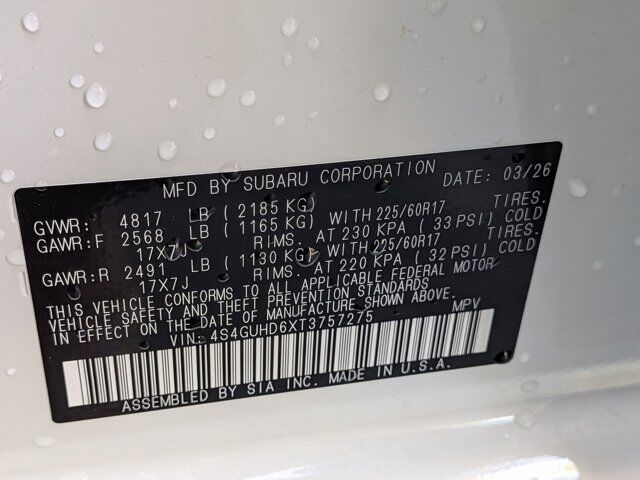 MFD BY SUBARU CORPORATION DATE: 03/26
GVWR: 4817 LB (2185 KG)
GAWR:F 2568 LB (1165 KG) WITH 225/60R17 TIRES.
17X7J RIMS. AT 230 KPA (33 PSI) COLD
GAWR:R 2491 LB (1130 KG) WITH 225/60R17 TIRES.
17X7J RIMS. AT 220 KPA (32 PSI) COLD
THIS VEHICLE CONFORMS TO ALL APPLICABLE FEDERAL MOTOR
VEHICLE SAFETY AND THEFT PREVENTION STANDARDS
IN EFFECT ON THE DATE OF MANUFACTURE SHOWN ABOVE.
VIN: 4S4GUHD6XT3757275 MPV
ASSEMBLED BY SIA INC. MADE IN U.S.A.